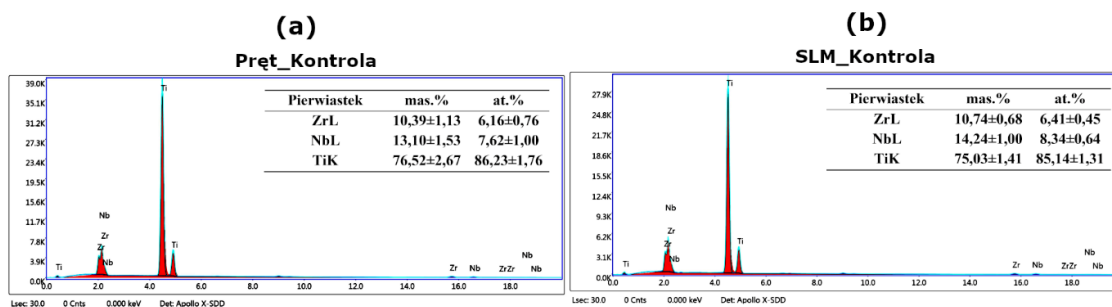 (a)
Pręt_Kontrola
39.0K
35.1K
31.2K
27.3K
23.4K
19.5K
15.6K
11.7K
7.8K
3.9K
0.0K
Ti
Nb
Zr
Zr
Nb
Ti
Ti
Zr
Nb
ZrZr
Nb
Nb
0.0
2.0
4.0
6.0
8.0
10.0
12.0
14.0
16.0
18.0
Pierwiastek mas.% at.%
ZrL 10,39±1,13 6,16±0,76
NbL 13,10±1,53 7,62±1,00
TiK 76,52±2,67 86,23±1,76
Lsec: 30.0 0 Cnts 0.000 keV Det: Apollo X-SDD
(b)
SLM_Kontrola
27.9K
24.8K
21.7K
18.6K
15.5K
12.4K
9.3K
6.2K
3.1K
0.0K
Ti
Nb
Zr
Zr
Nb
Ti
Ti
Zr
Nb
ZrZr
Nb
Nb
0.0
2.0
4.0
6.0
8.0
10.0
12.0
14.0
16.0
18.0
Pierwiastek mas.% at.%
ZrL 10,74±0,68 6,41±0,45
NbL 14,24±1,00 8,34±0,64
TiK 75,03±1,41 85,14±1,31
Lsec: 30.0 0 Cnts 0.000 keV Det: Apollo X-SDD